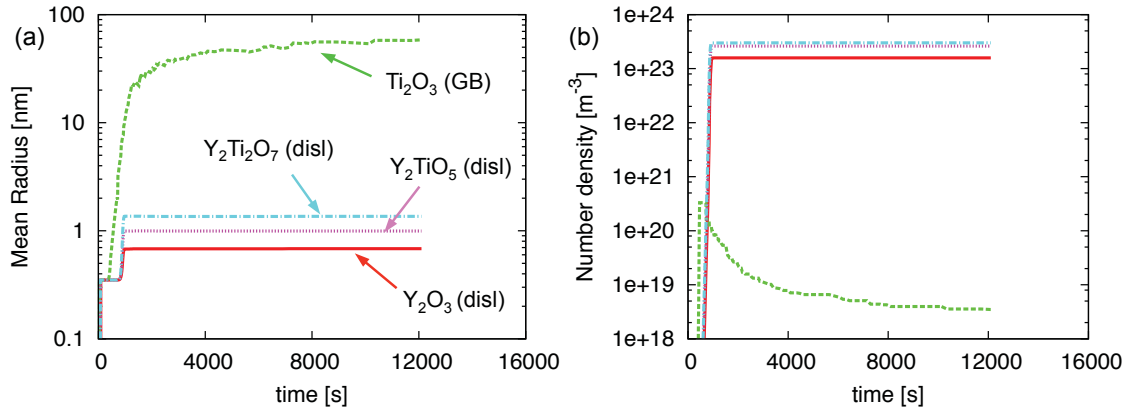 (a)
Mean Radius [nm]
100
10
1
0.1
0
4000
8000
12000
16000
time [s]
Ti₂O₃ (GB)
Y₂Ti₂O₇ (disl)
Y₂TiO₅ (disl)
Y₂O₃ (disl)
(b)
Number density [m⁻³]
1e+24
1e+23
1e+22
1e+21
1e+20
1e+19
1e+18
0
4000
8000
12000
16000
time [s]